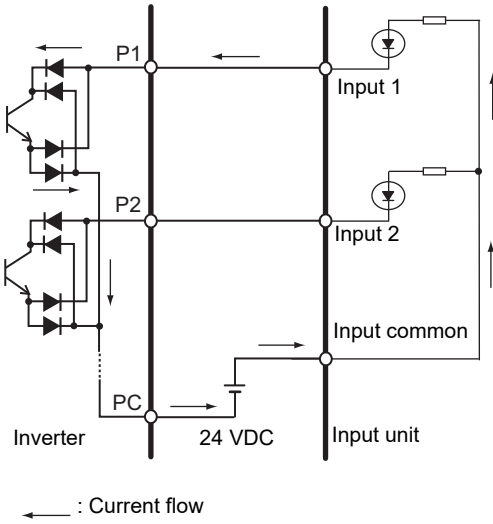 P1
Input 1
P2
Input 2
Input common
PC
Inverter
24 VDC
Input unit
: Current flow